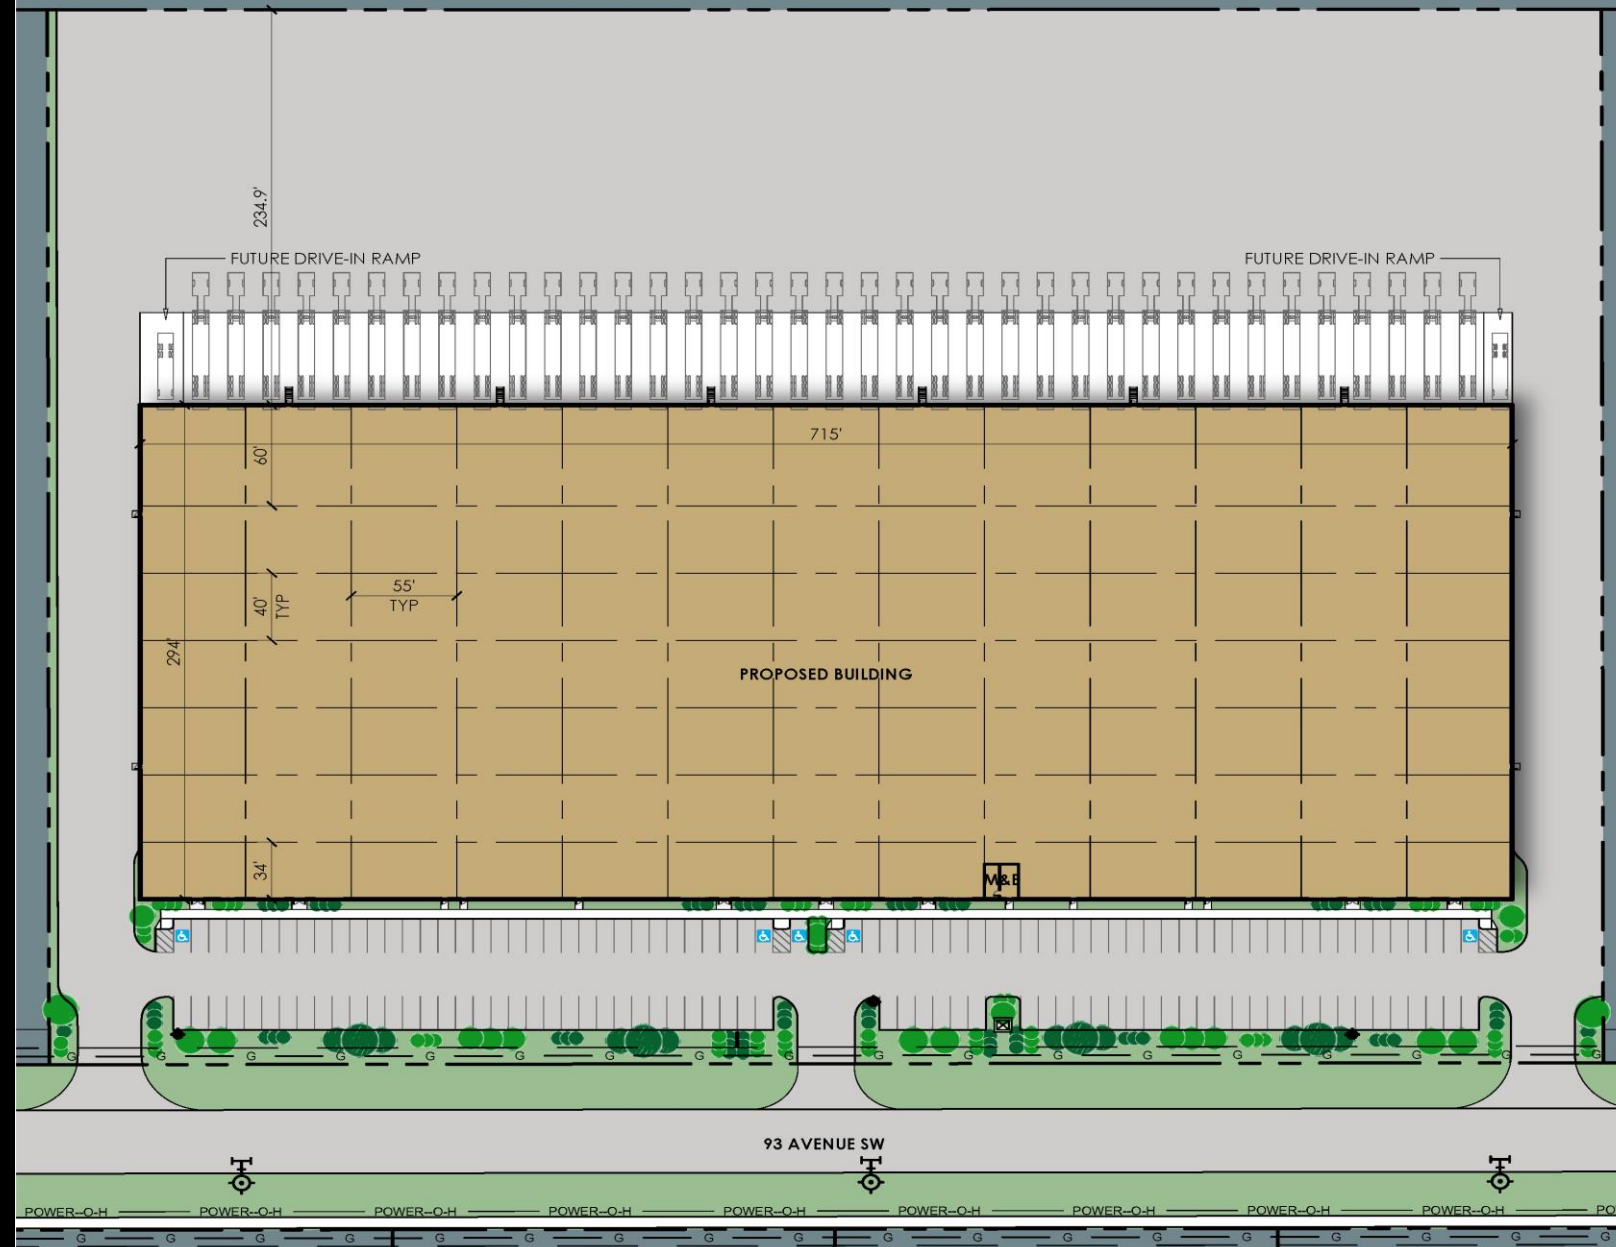 234.9'
FUTURE DRIVE-IN RAMP
FUTURE DRIVE-IN RAMP
715'
60'
55'
TYP
40'
TYP
294'
PROPOSED BUILDING
34'
M&E
G G G G G G G G G G G G G G G G G G
93 AVENUE SW
POWER--O-H POWER--O-H POWER--O-H POWER--O-H POWER--O-H POWER--O-H POWER--O-H POWER--O-H POWER--O-H PO
G G G G G G G G G G G G G G G G G G